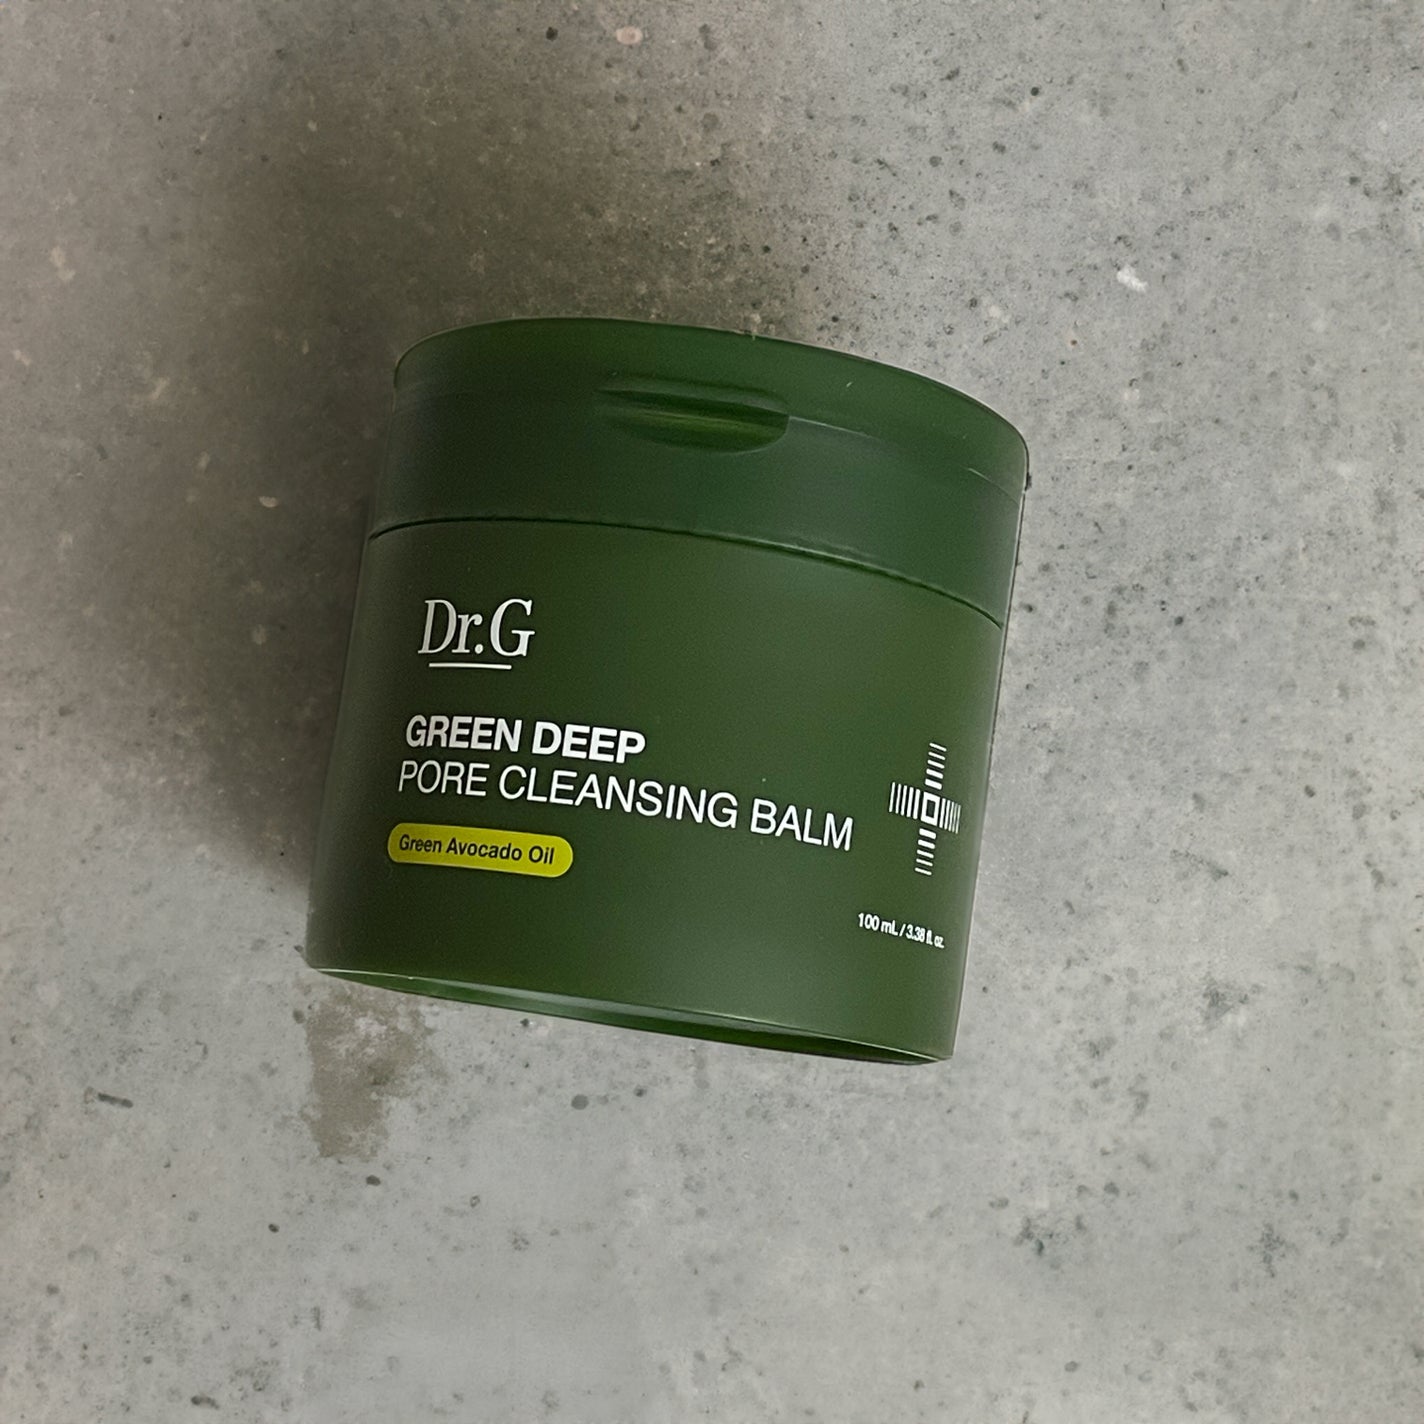 Dr.G
GREEN DEEP
PORE CLEANSING BALM
Green Avocado Oil
100 mL / 3.38 fl. oz.